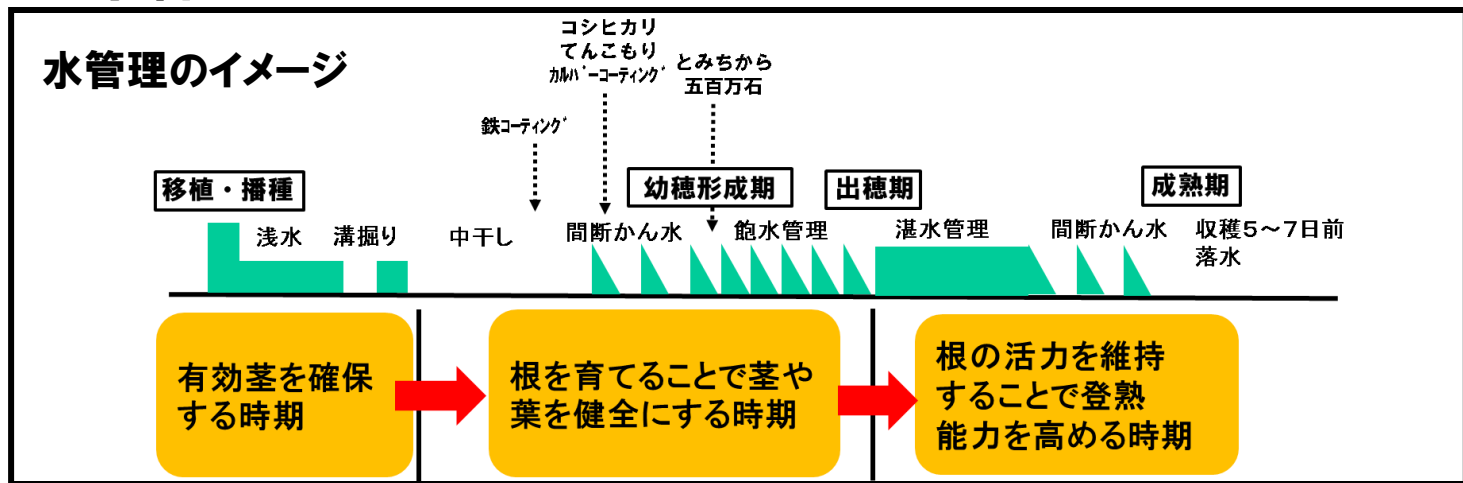 水管理のイメージ
コシヒカリ
てんこもり
ｶﾙﾊﾟｰコーティング
とみちから
五百万石
鉄ｺｰﾃｨﾝｸﾞ
移植・播種
幼穂形成期
出穂期
成熟期
浅水
溝掘り
中干し
間断かん水
飽水管理
湛水管理
間断かん水
収穫５～７日前
落水
有効茎を確保
する時期
根を育てることで茎や
葉を健全にする時期
根の活力を維持
することで登熟
能力を高める時期